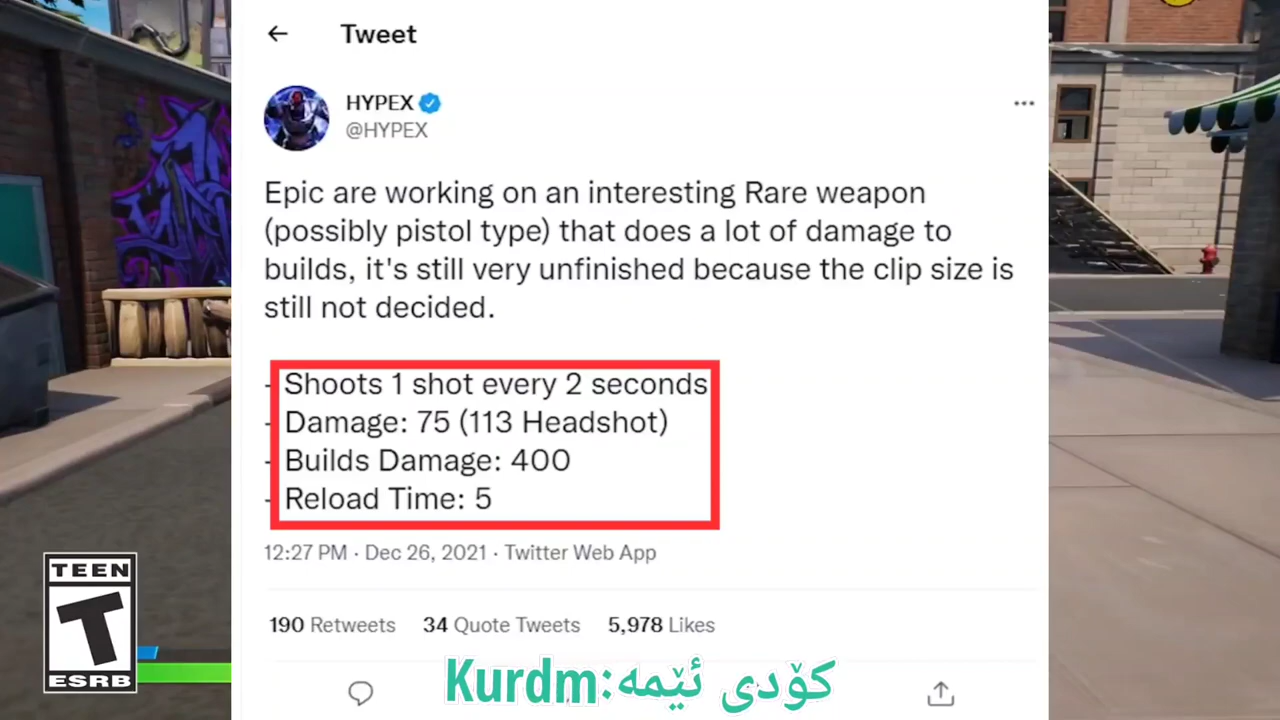 Tweet
HYPEX
@HYPEX
Epic are working on an interesting Rare weapon
(possibly pistol type) that does a lot of damage to
builds, it's still very unfinished because the clip size is
still not decided.
- Shoots 1 shot every 2 seconds
- Damage: 75 (113 Headshot)
- Builds Damage: 400
- Reload Time: 5
12:27 PM · Dec 26, 2021 · Twitter Web App
190 Retweets 34 Quote Tweets 5,978 Likes
TEEN
T
ESRB
کۆدی ئێمە:Kurdm